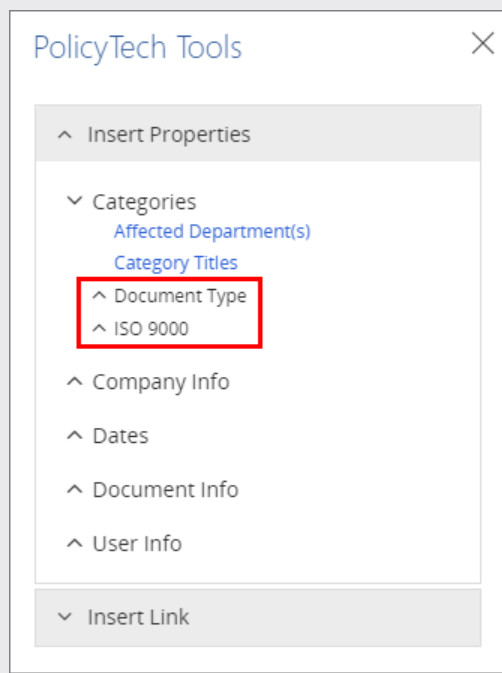 PolicyTech Tools
Insert Properties
Categories
Affected Department(s)
Category Titles
Document Type
ISO 9000
Company Info
Dates
Document Info
User Info
Insert Link